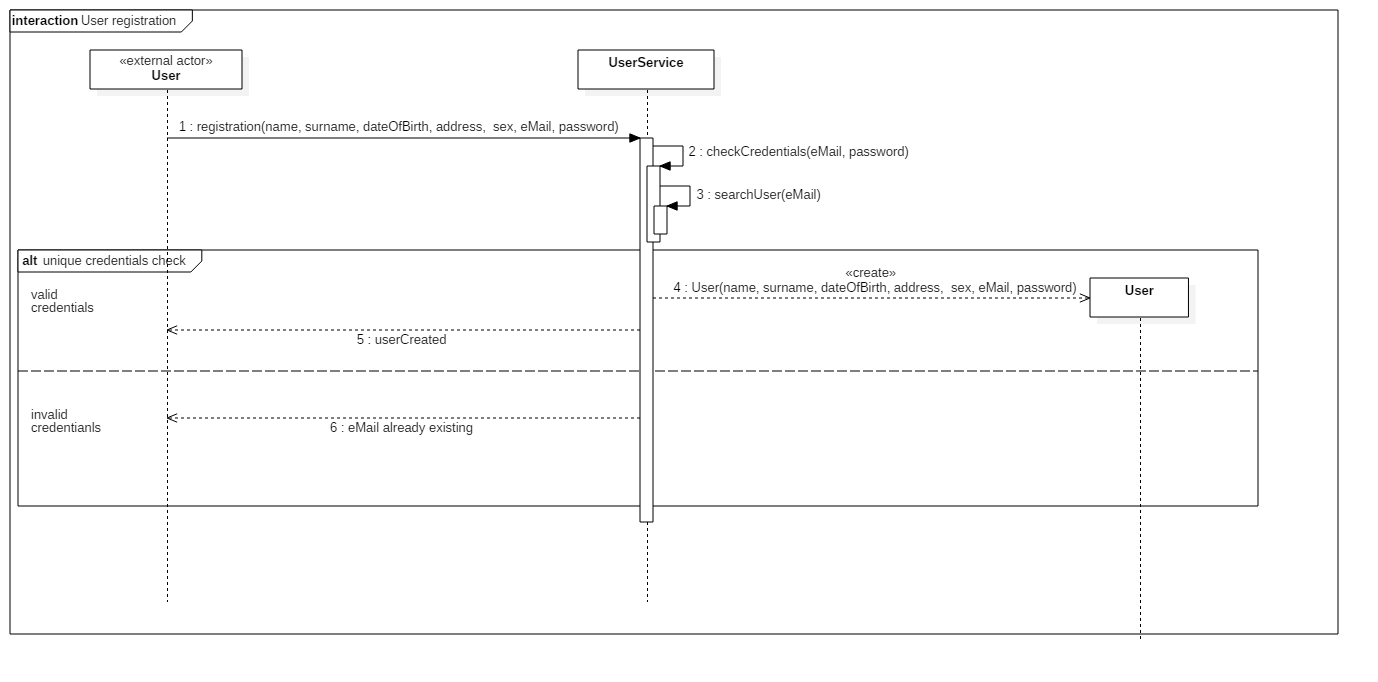 interaction User registration
«external actor»
User
UserService
1 : registration(name, surname, dateOfBirth, address,  sex, eMail, password)
2 : checkCredentials(eMail, password)
3 : searchUser(eMail)
alt unique credentials check
valid
credentials
«create»
4 : User(name, surname, dateOfBirth, address,  sex, eMail, password)
User
5 : userCreated
invalid
credentianls
6 : eMail already existing